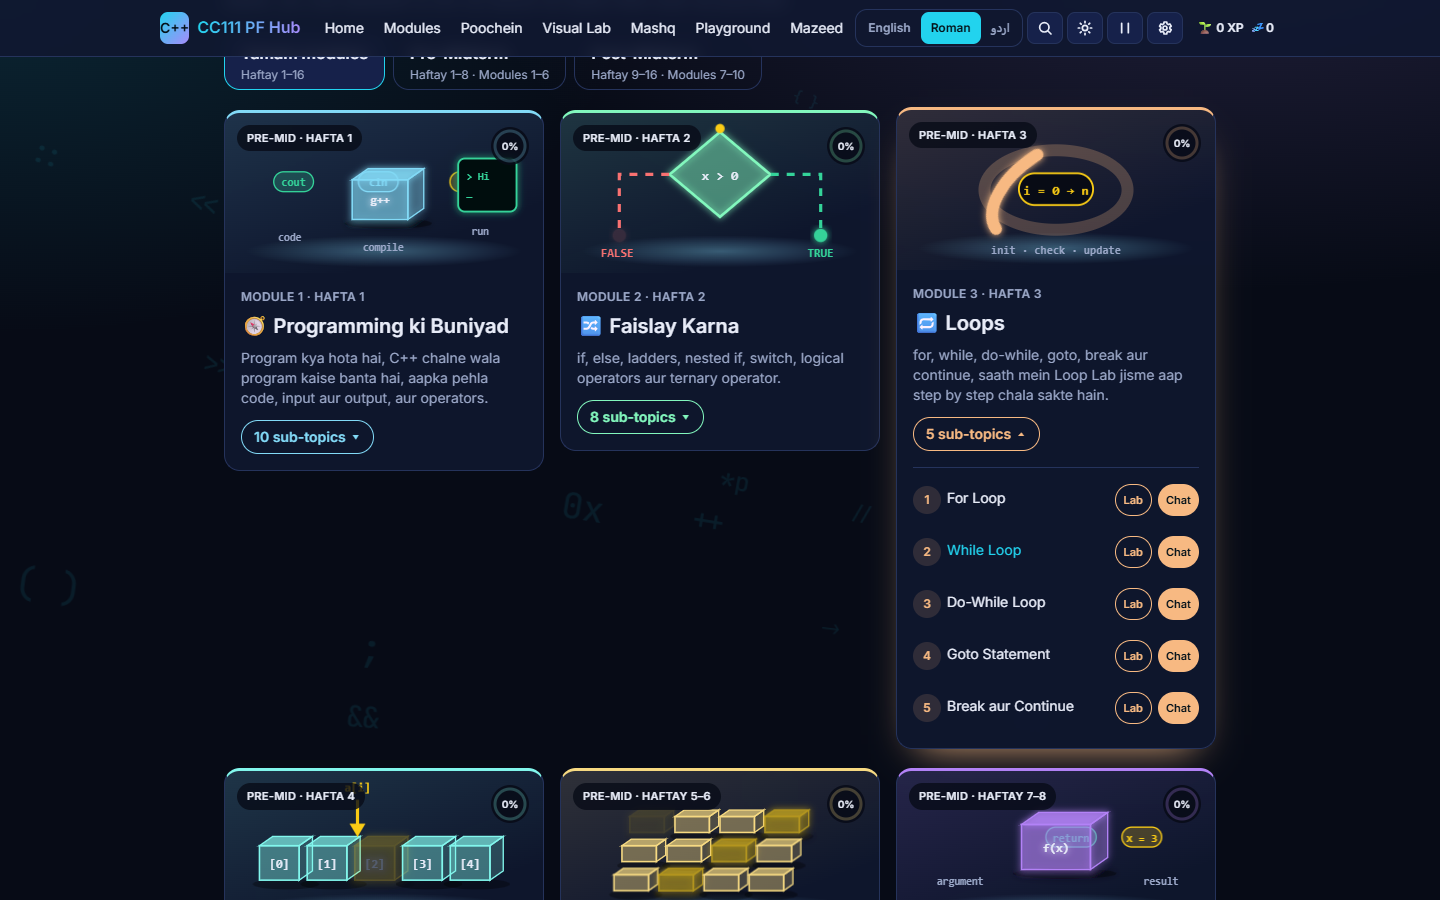 C++ CC111 PF Hub Home Modules Poochein Visual Lab Mashq Playground Mazeed English Roman اردو 0 XP 0
Haftay 1–16
Haftay 1–8 · Modules 1–6
Haftay 9–16 · Modules 7–10
PRE-MID · HAFTA 1
0%
cout
cin
g++
> Hi
_
code
compile
run
MODULE 1 · HAFTA 1
Programming ki Buniyad
Program kya hota hai, C++ chalne wala
program kaise banta hai, aapka pehla
code, input aur output, aur operators.
10 sub-topics
PRE-MID · HAFTA 2
0%
x > 0
FALSE
TRUE
MODULE 2 · HAFTA 2
Faislay Karna
if, else, ladders, nested if, switch, logical
operators aur ternary operator.
8 sub-topics
PRE-MID · HAFTA 3
0%
i = 0 → n
init · check · update
MODULE 3 · HAFTA 3
Loops
for, while, do-while, goto, break aur
continue, saath mein Loop Lab jisme aap
step by step chala sakte hain.
5 sub-topics
1 For Loop Lab Chat
2 While Loop Lab Chat
3 Do-While Loop Lab Chat
4 Goto Statement Lab Chat
5 Break aur Continue Lab Chat
{ }
::
<<
>>
*p
0x
++
//
( )
→
;
&&
PRE-MID · HAFTA 4
0%
[0] [1] [2] [3] [4]
PRE-MID · HAFTAY 5–6
0%
PRE-MID · HAFTAY 7–8
0%
return
f(x)
x = 3
argument
result